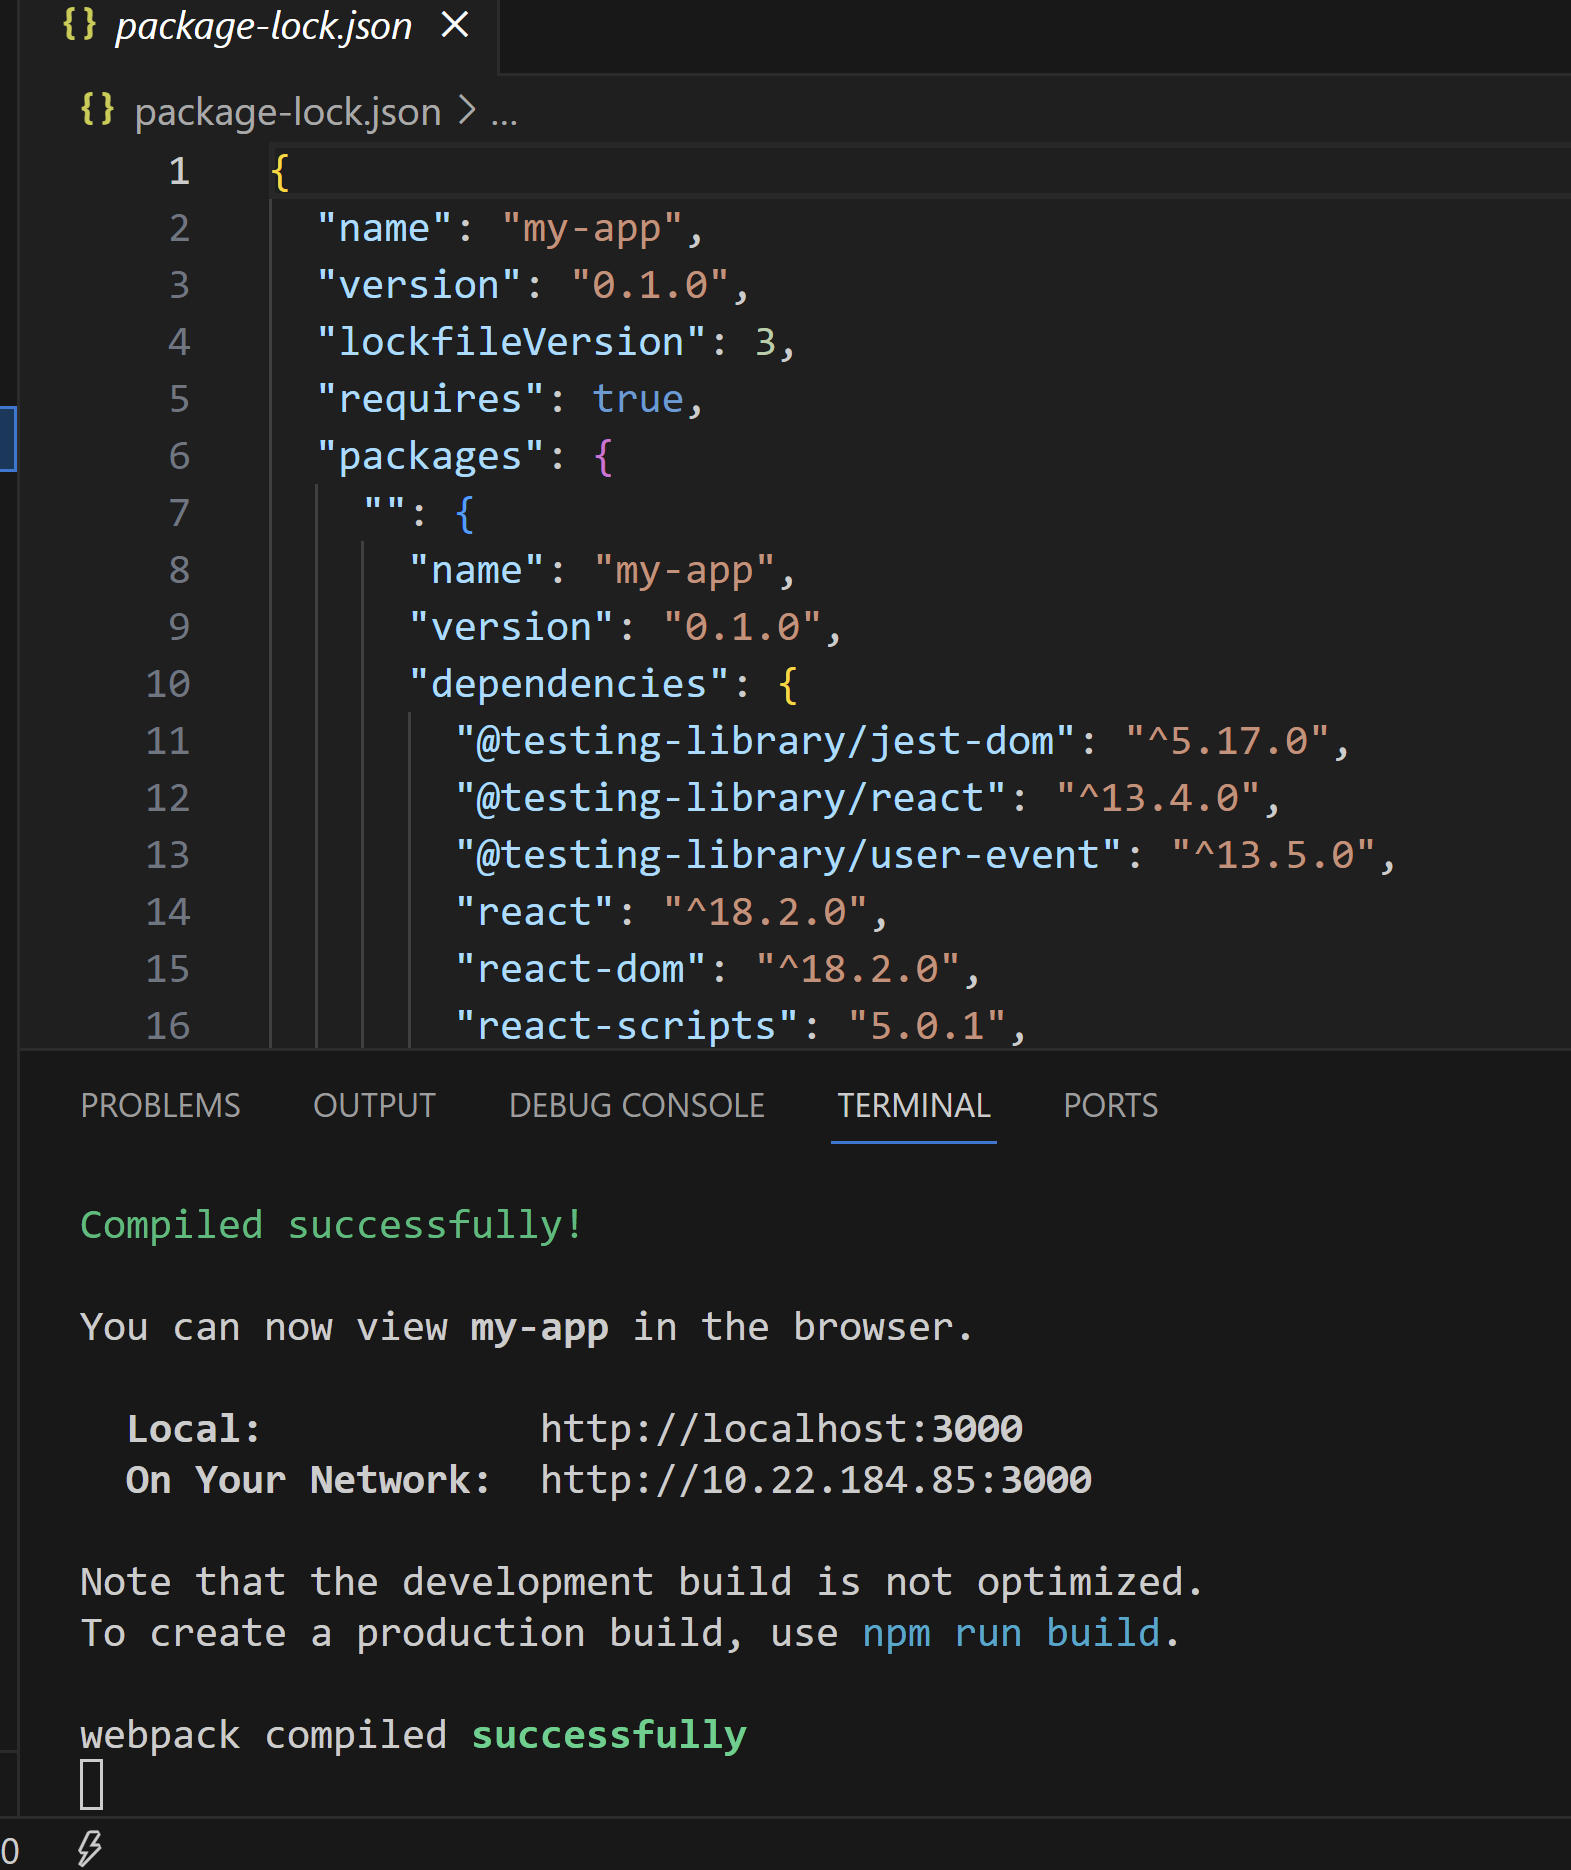 {} package-lock.json ×
{} package-lock.json > ...
1 {
2 "name": "my-app",
3 "version": "0.1.0",
4 "lockfileVersion": 3,
5 "requires": true,
6 "packages": {
7 "": {
8 "name": "my-app",
9 "version": "0.1.0",
10 "dependencies": {
11 "@testing-library/jest-dom": "^5.17.0",
12 "@testing-library/react": "^13.4.0",
13 "@testing-library/user-event": "^13.5.0",
14 "react": "^18.2.0",
15 "react-dom": "^18.2.0",
16 "react-scripts": "5.0.1",
PROBLEMS OUTPUT DEBUG CONSOLE TERMINAL PORTS
Compiled successfully!
You can now view my-app in the browser.
Local: http://localhost:3000
On Your Network: http://10.22.184.85:3000
Note that the development build is not optimized.
To create a production build, use npm run build.
webpack compiled successfully
0